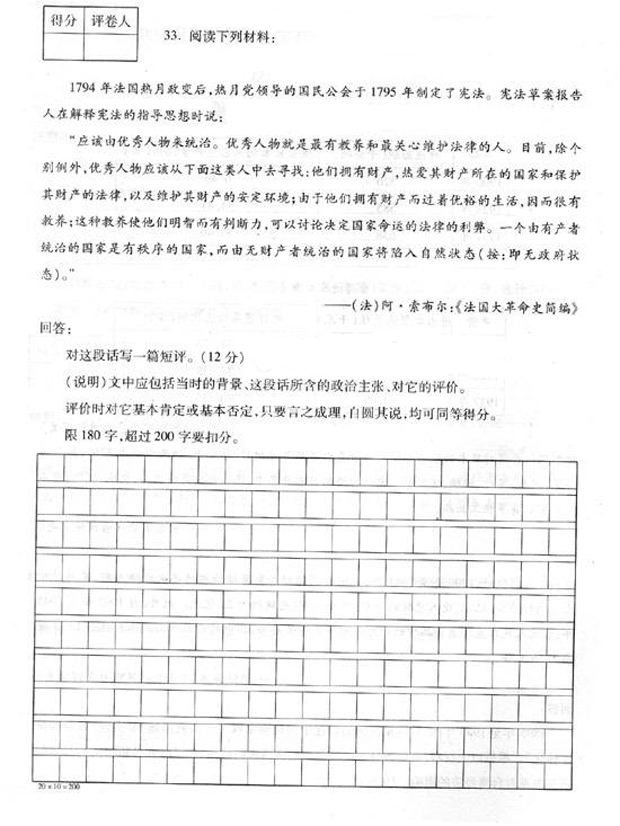 得分 评卷人
33. 阅读下列材料:
1794 年法国热月政变后,热月党领导的国民公会于 1795 年制定了宪法。宪法草案报告
人在解释宪法的指导思想时说:
“应该由优秀人物来统治。优秀人物就是最有教养和最关心维护法律的人。目前,除个
别例外,优秀人物应该从下面这类人中去寻找:他们拥有财产,热爱其财产所在的国家和保护
其财产的法律,以及维护其财产的安定环境;由于他们拥有财产而过着优裕的生活,因而很有
教养;这种教养使他们明智而有判断力,可以讨论决定国家命运的法律的利弊。一个由有产者
统治的国家是有秩序的国家,而由无财产者统治的国家将陷入自然状态(按:即无政府状
态)。”
——(法)阿·索布尔:《法国大革命史简编》
回答:
对这段话写一篇短评。(12 分)
(说明)文中应包括当时的背景、这段话所含的政治主张、对它的评价。
评价时对它基本肯定或基本否定,只要言之成理,自圆其说,均可同等得分。
限 180 字,超过 200 字要扣分。
20×10=200